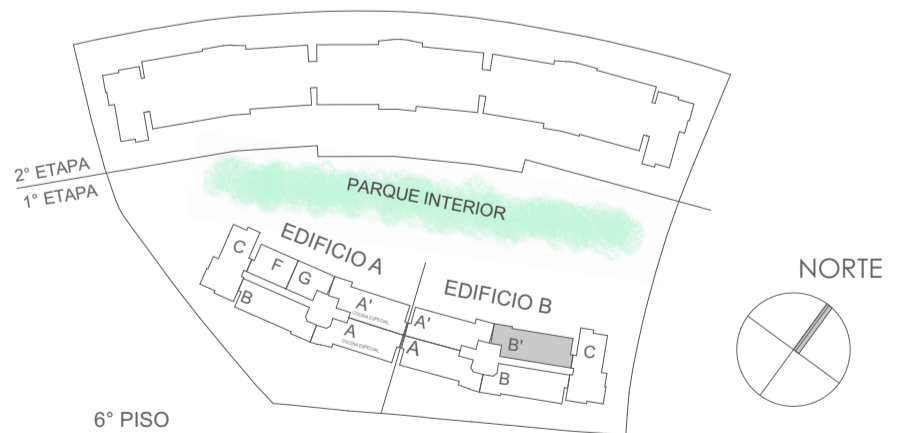 2° ETAPA
1° ETAPA
PARQUE INTERIOR
EDIFICIO A
C
F
G
B
A'
COCINA ESPECIAL
A
COCINA ESPECIAL
EDIFICIO B
A'
A
B'
B
C
NORTE
6° PISO